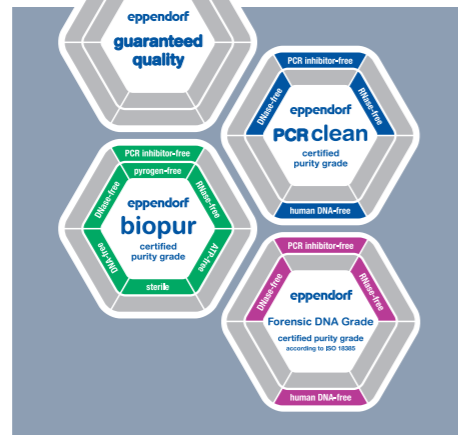 eppendorf
guaranteed
quality
PCR inhibitor-free
DNase-free
RNase-free
eppendorf
PCR clean
certified
purity grade
human DNA-free
PCR inhibitor-free
pyrogen-free
DNase-free
RNase-free
eppendorf
biopur
certified
purity grade
DNA-free
ATP-free
sterile
PCR inhibitor-free
DNase-free
RNase-free
eppendorf
Forensic DNA Grade
certified purity grade
according to ISO 18385
human DNA-free